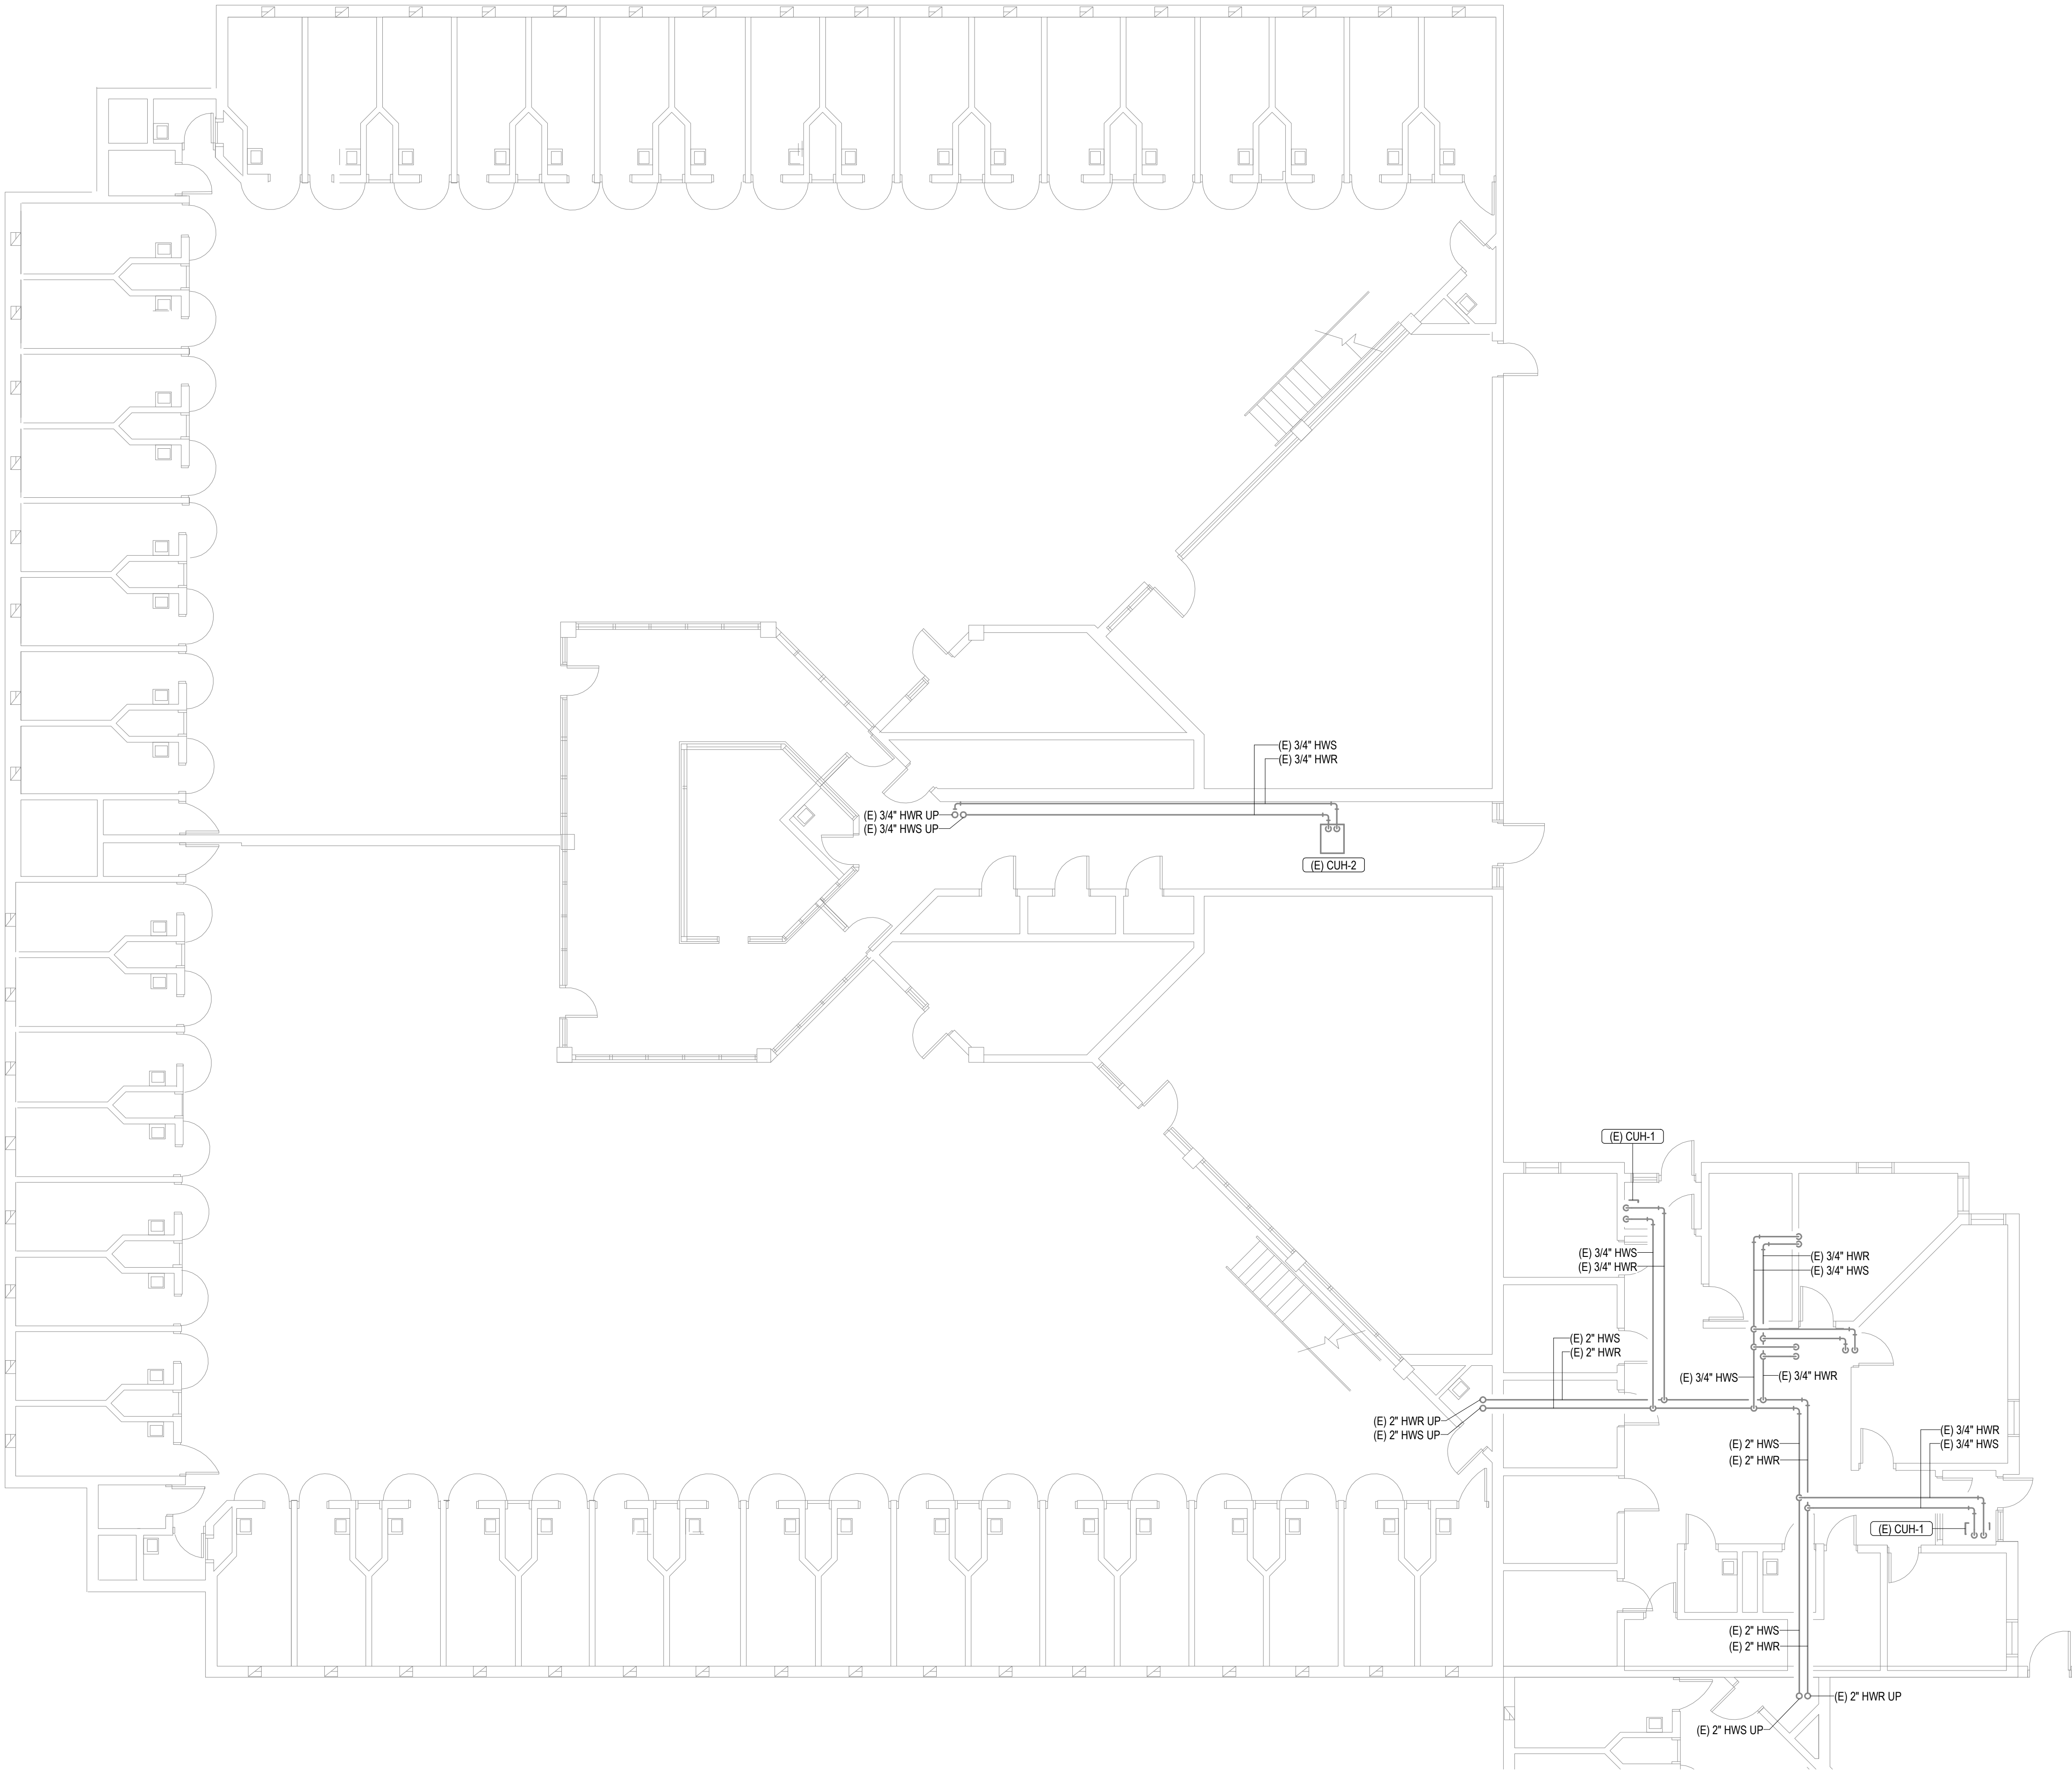 (E) 3/4" HWS
(E) 3/4" HWR
(E) 3/4" HWR UP
(E) 3/4" HWS UP
(E) CUH-2
(E) CUH-1
(E) 3/4" HWS
(E) 3/4" HWR
(E) 3/4" HWR
(E) 3/4" HWS
(E) 2" HWS
(E) 2" HWR
(E) 3/4" HWS
(E) 3/4" HWR
(E) 2" HWR UP
(E) 2" HWS UP
(E) 2" HWS
(E) 2" HWR
(E) 3/4" HWR
(E) 3/4" HWS
(E) CUH-1
(E) 2" HWS
(E) 2" HWR
(E) 2" HWR UP
(E) 2" HWS UP